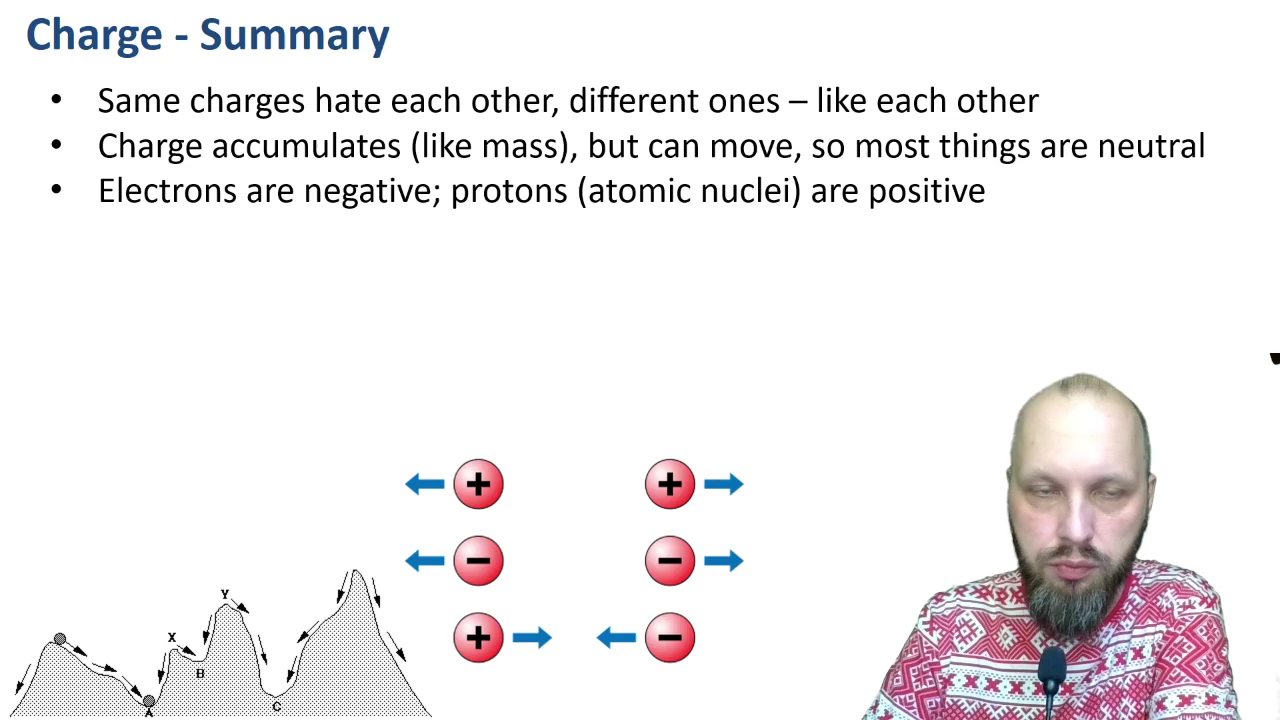 Charge - Summary
• Same charges hate each other, different ones – like each other
• Charge accumulates (like mass), but can move, so most things are neutral
• Electrons are negative; protons (atomic nuclei) are positive
+ +
− −
+ −
Y
X
B
A
C